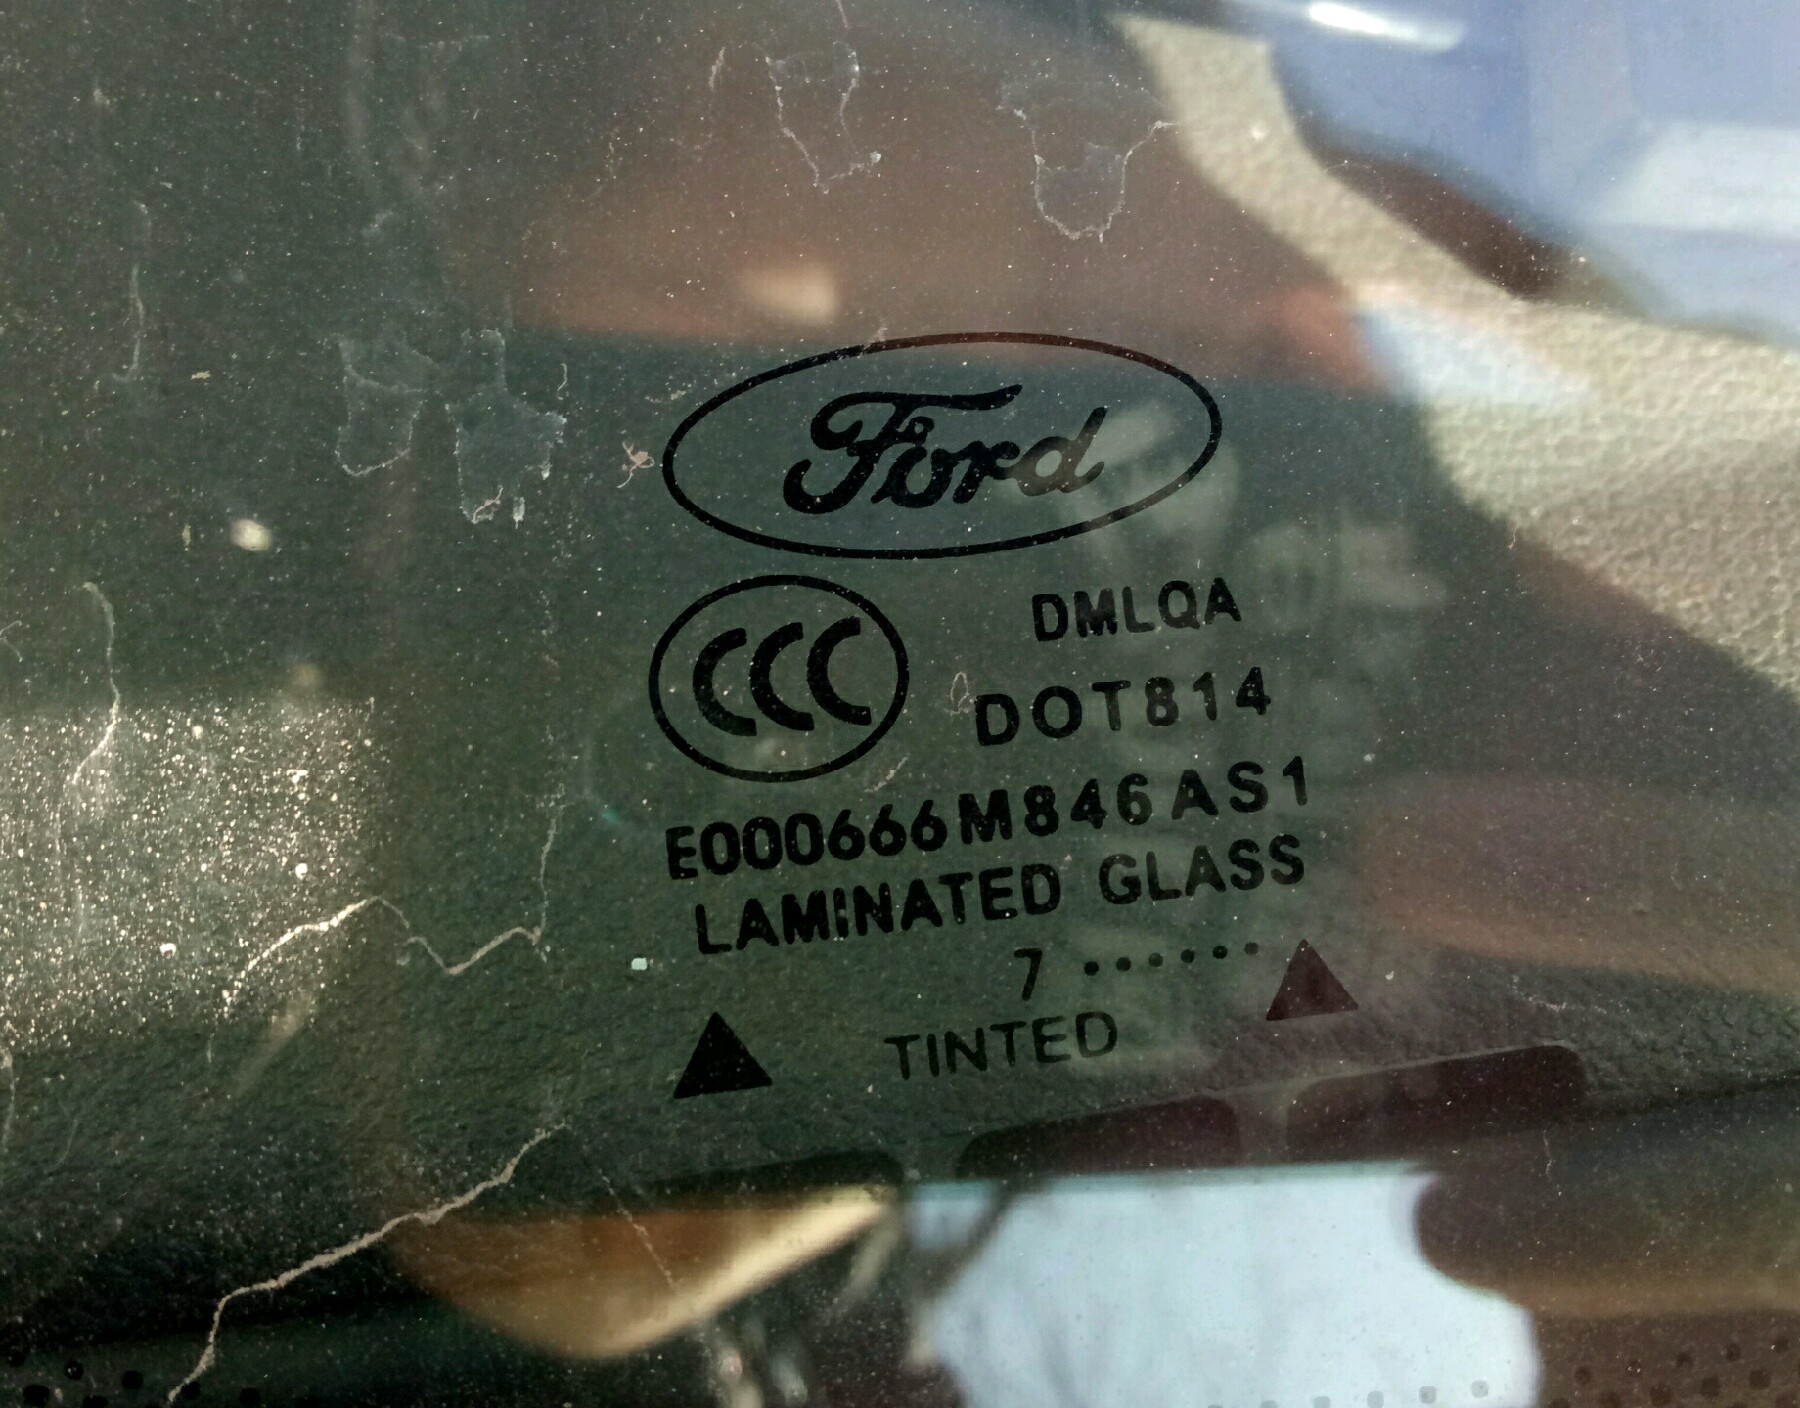 Ford
CCC
DMLQA
DOT814
E000666M846AS1
LAMINATED GLASS
7 ······
TINTED